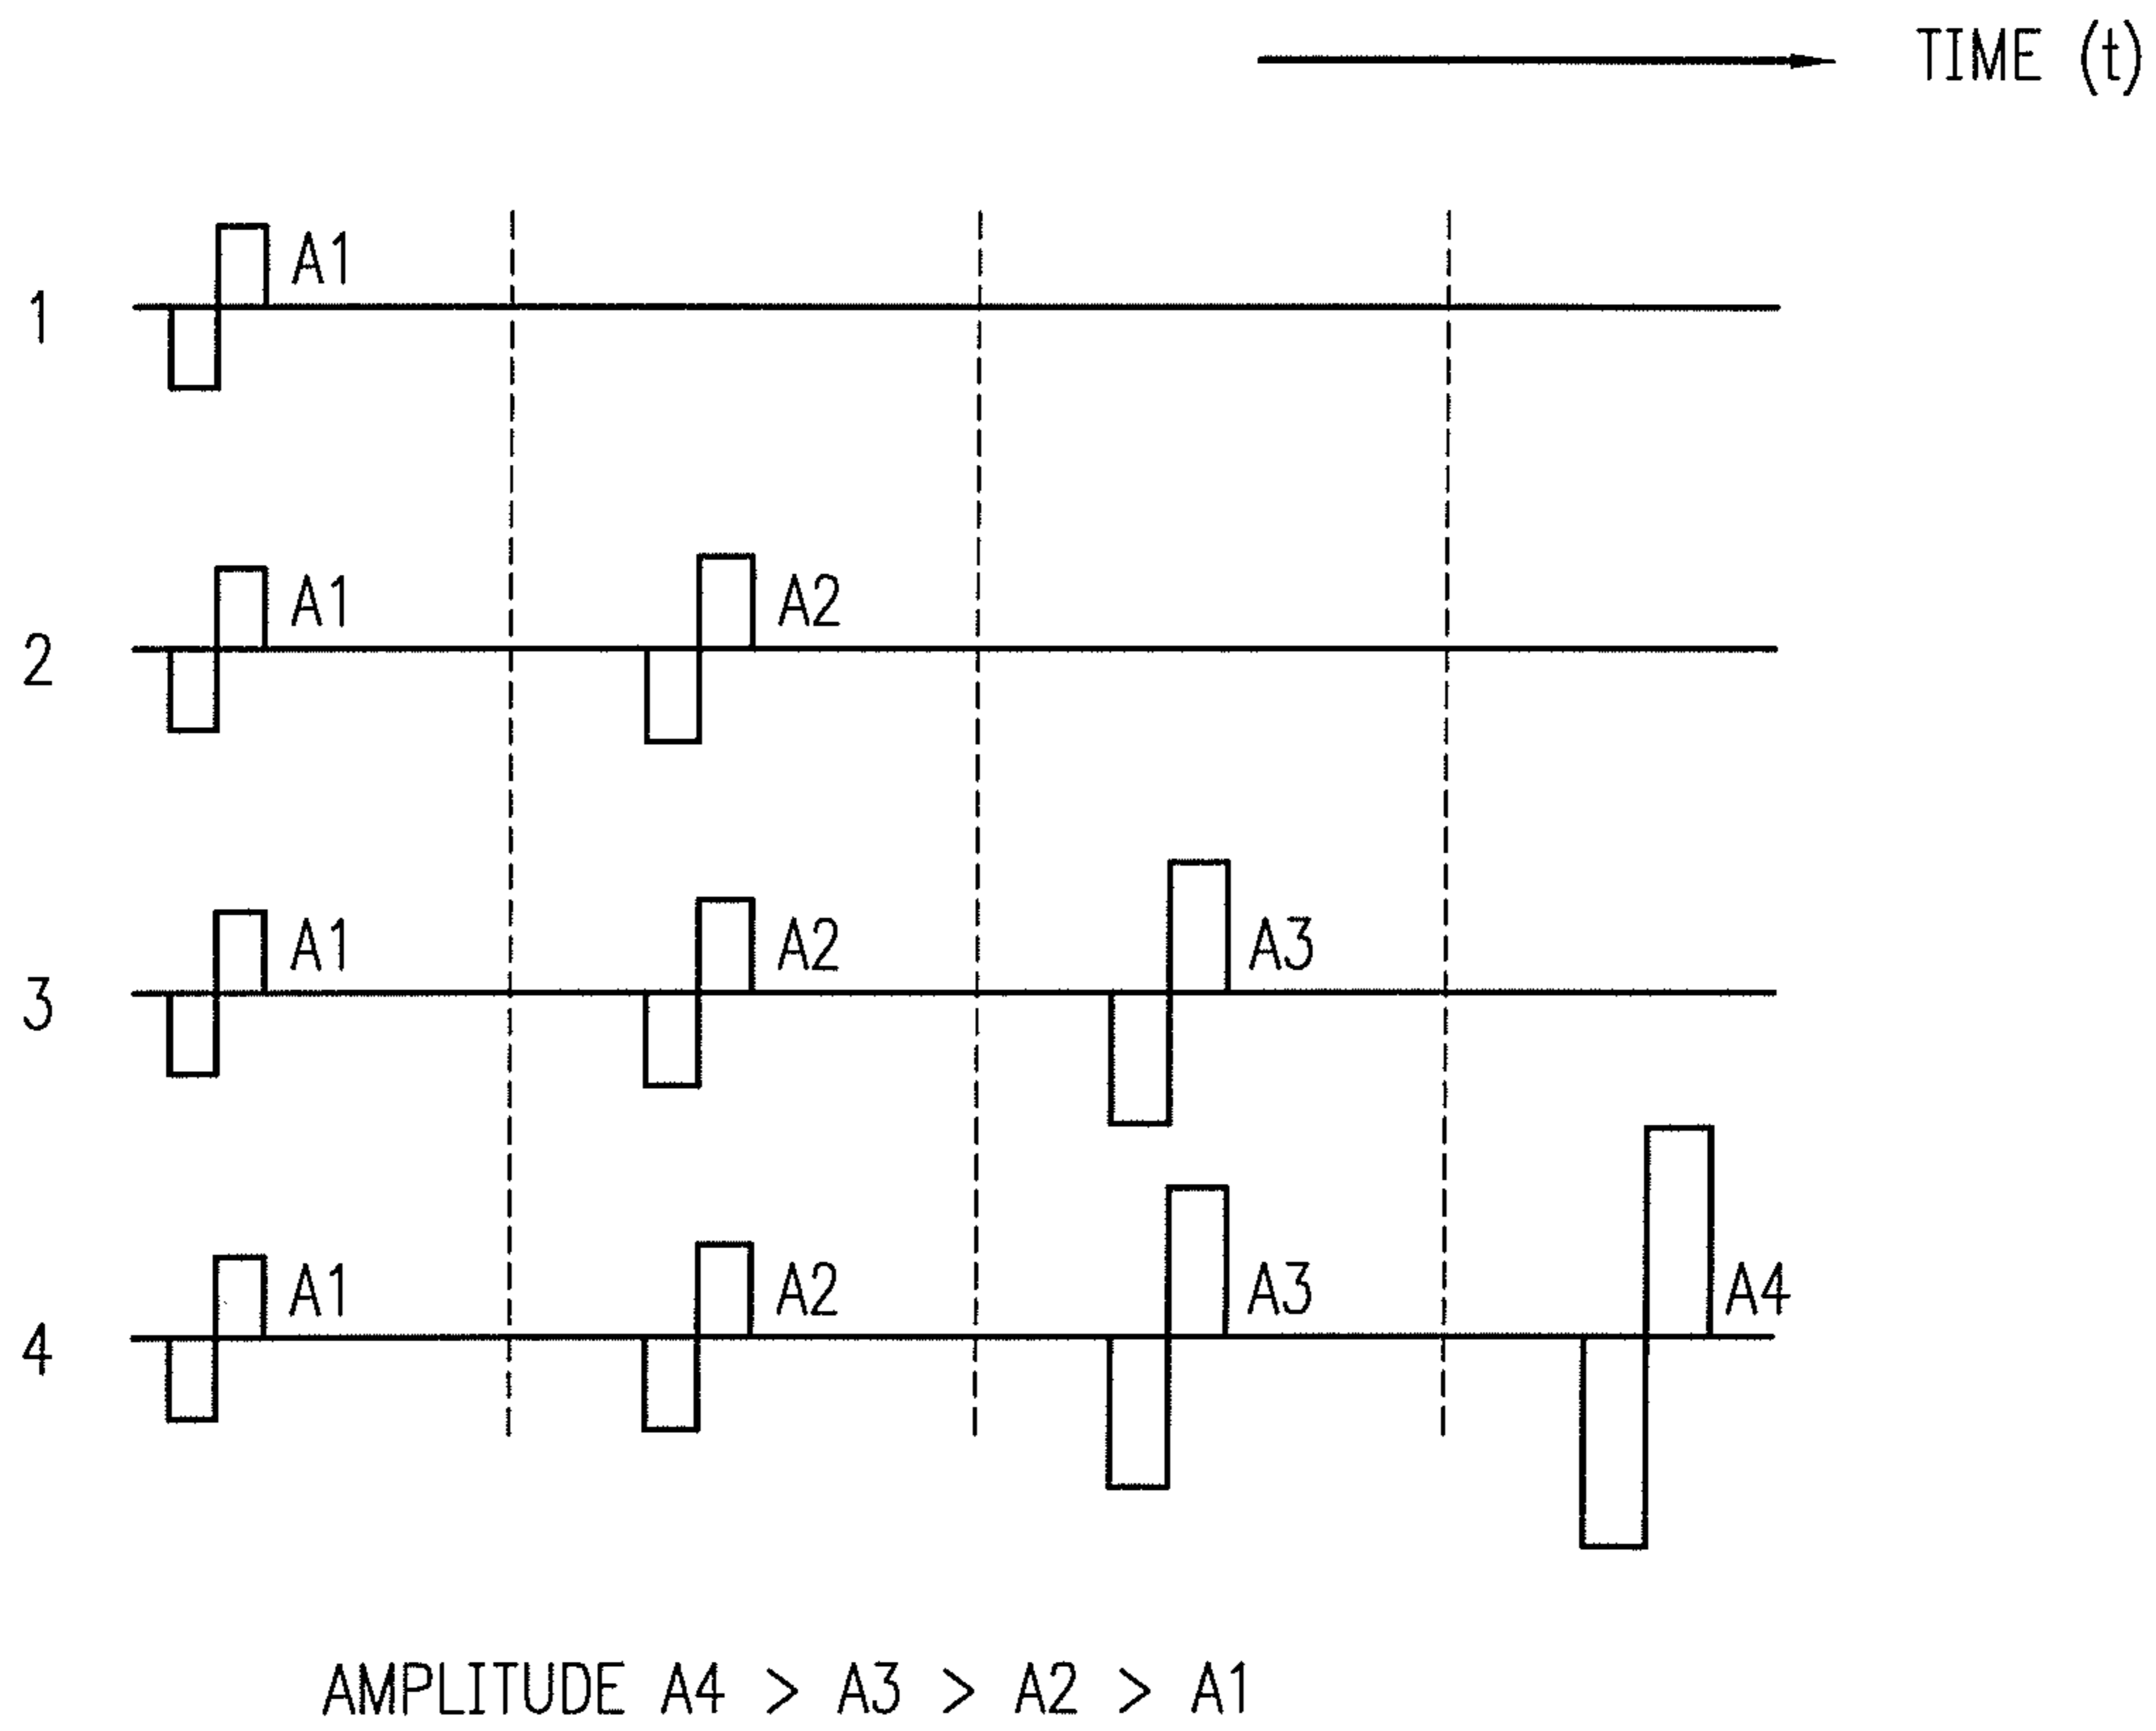 TIME (t)
1 A1
2 A1 A2
3 A1 A2 A3
4 A1 A2 A3 A4
AMPLITUDE A4 > A3 > A2 > A1